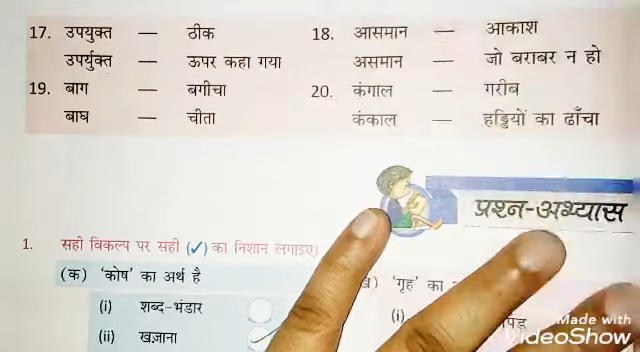 17. उपयुक्त — ठीक 18. आसमान — आकाश
उपर्युक्त — ऊपर कहा गया असमान — जो बराबर न हो
19. बाग — बगीचा 20. कंगाल — गरीब
बाघ — चीता कंकाल — हड्डियों का ढाँचा
प्रश्न-अभ्यास
1. सही विकल्प पर सही (✓) का निशान लगाइए।
(क) 'कोष' का अर्थ है
(i) शब्द-भंडार
(ii) खज़ाना
'गृह' का
(i)
Made with
VideoShow